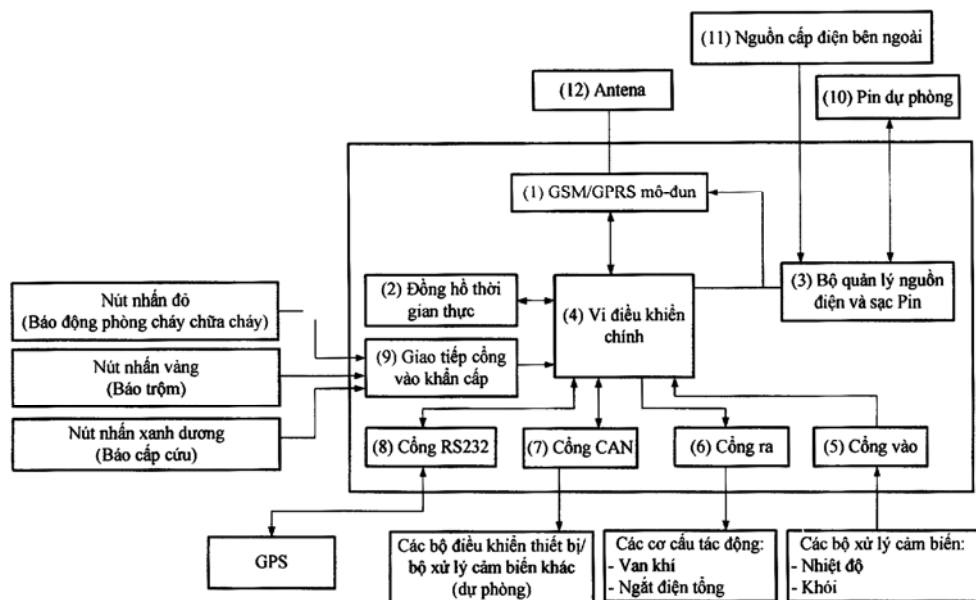 (11) Nguồn cấp điện bên ngoài
(12) Antena
(10) Pin dự phòng
(1) GSM/GPRS mô-đun
(2) Đồng hồ thời
gian thực
(4) Vi điều khiển
chính
(3) Bộ quản lý nguồn
điện và sạc Pin
Nút nhấn đỏ
(Báo động phòng cháy chữa cháy)
Nút nhấn vàng
(Báo trộm)
Nút nhấn xanh dương
(Báo cấp cứu)
(9) Giao tiếp cổng
vào khẩn cấp
(8) Cổng RS232
(7) Cổng CAN
(6) Cổng ra
(5) Cổng vào
GPS
Các bộ điều khiển thiết bị/
bộ xử lý cảm biến khác
(dự phòng)
Các cơ cấu tác động:
- Van khí
- Ngắt điện tổng
Các bộ xử lý cảm biến:
- Nhiệt độ
- Khói